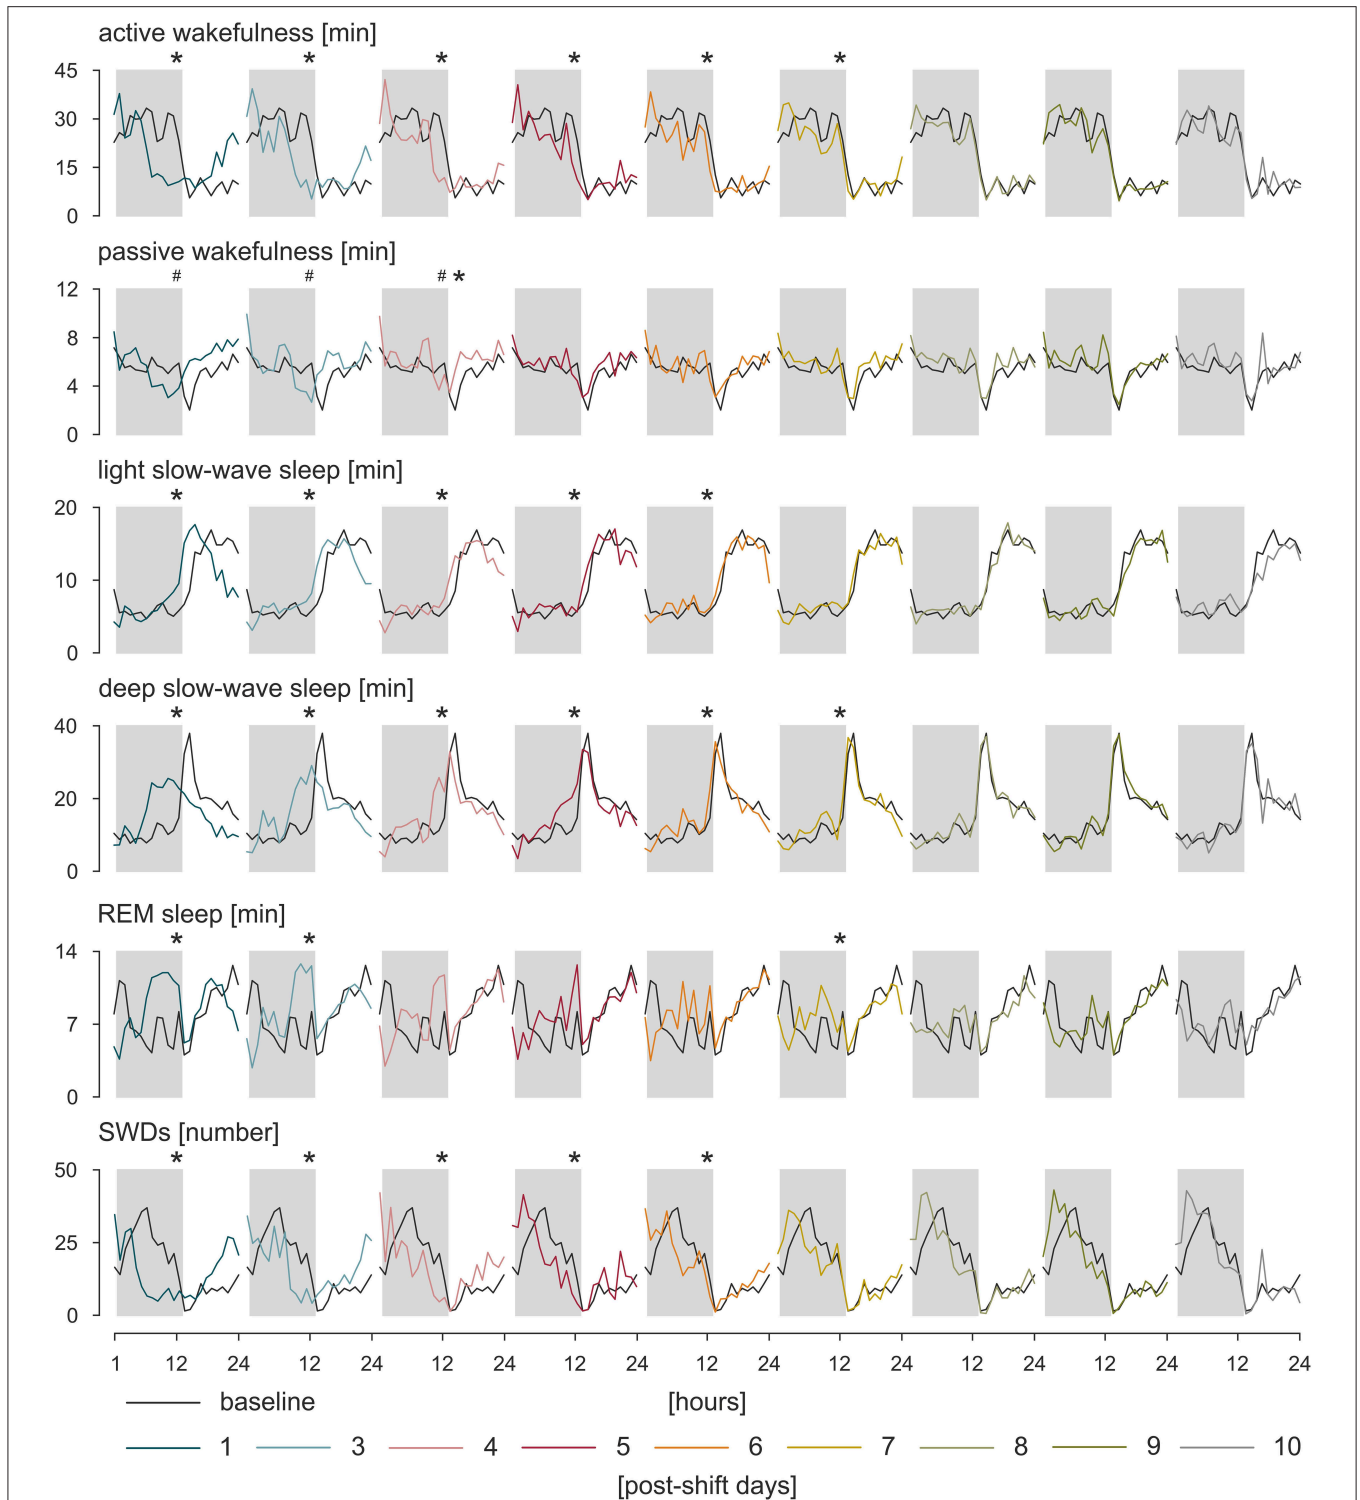 active wakefulness [min]
* * * * * *
45
30
15
0
passive wakefulness [min]
# # # *
12
8
4
0
light slow-wave sleep [min]
* * * * *
20
10
0
deep slow-wave sleep [min]
* * * * * *
40
20
0
REM sleep [min]
* * *
14
7
0
SWDs [number]
* * * * *
50
25
0
1 12 24 12 24 12 24 12 24 12 24 12 24 12 24 12 24 12 24
baseline [hours]
1 3 4 5 6 7 8 9 10
[post-shift days]